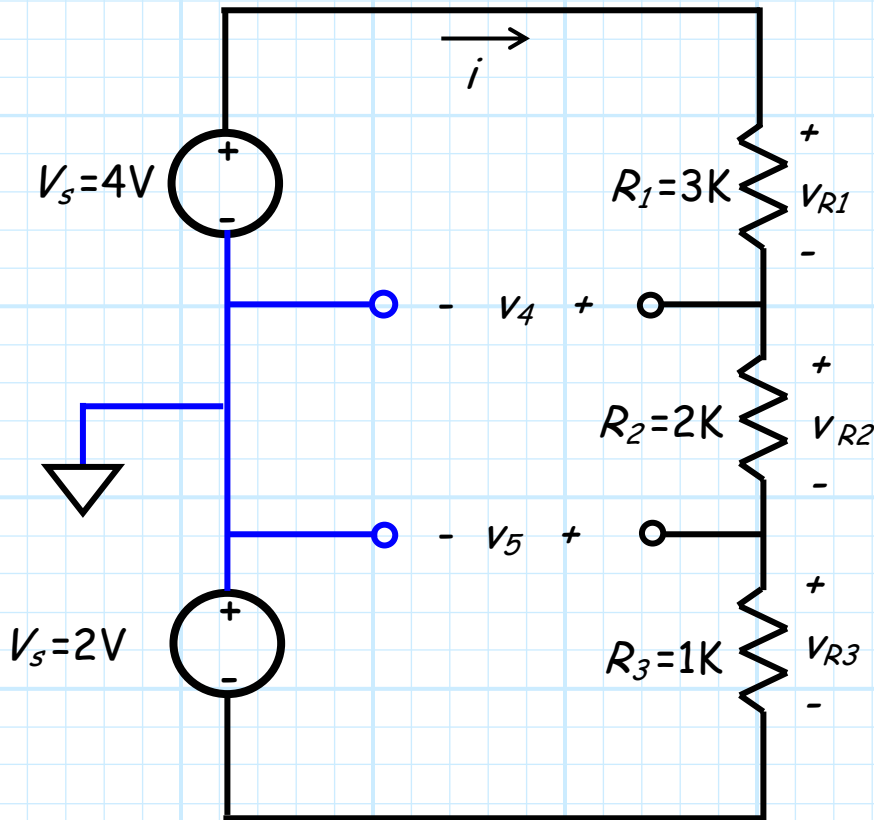 i
+
Vs=4V
-
+
R1=3K
vR1
-
- v4 +
+
R2=2K
vR2
-
- v5 +
+
Vs=2V
-
+
R3=1K
vR3
-